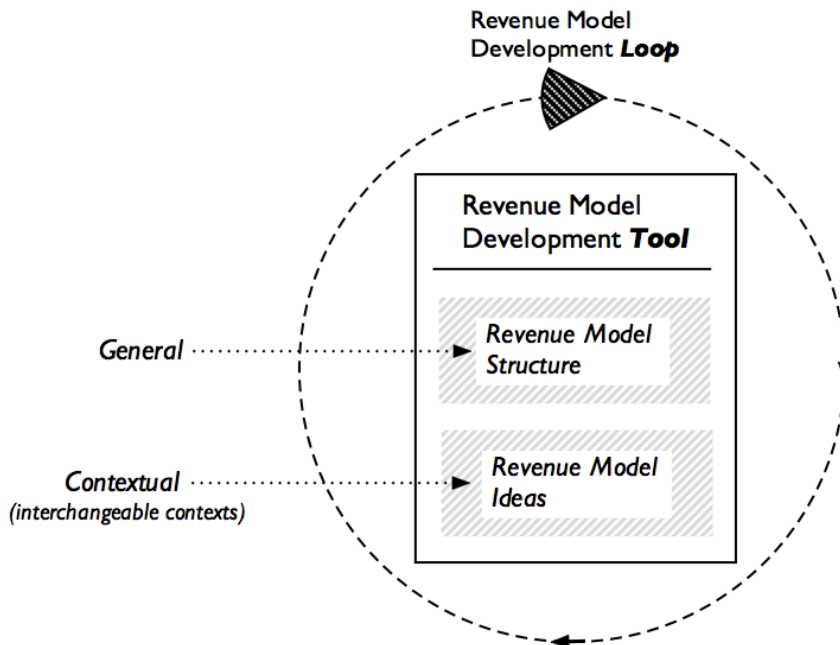 Revenue Model
Development Loop
Revenue Model
Development Tool
General
Revenue Model
Structure
Contextual
(interchangeable contexts)
Revenue Model
Ideas